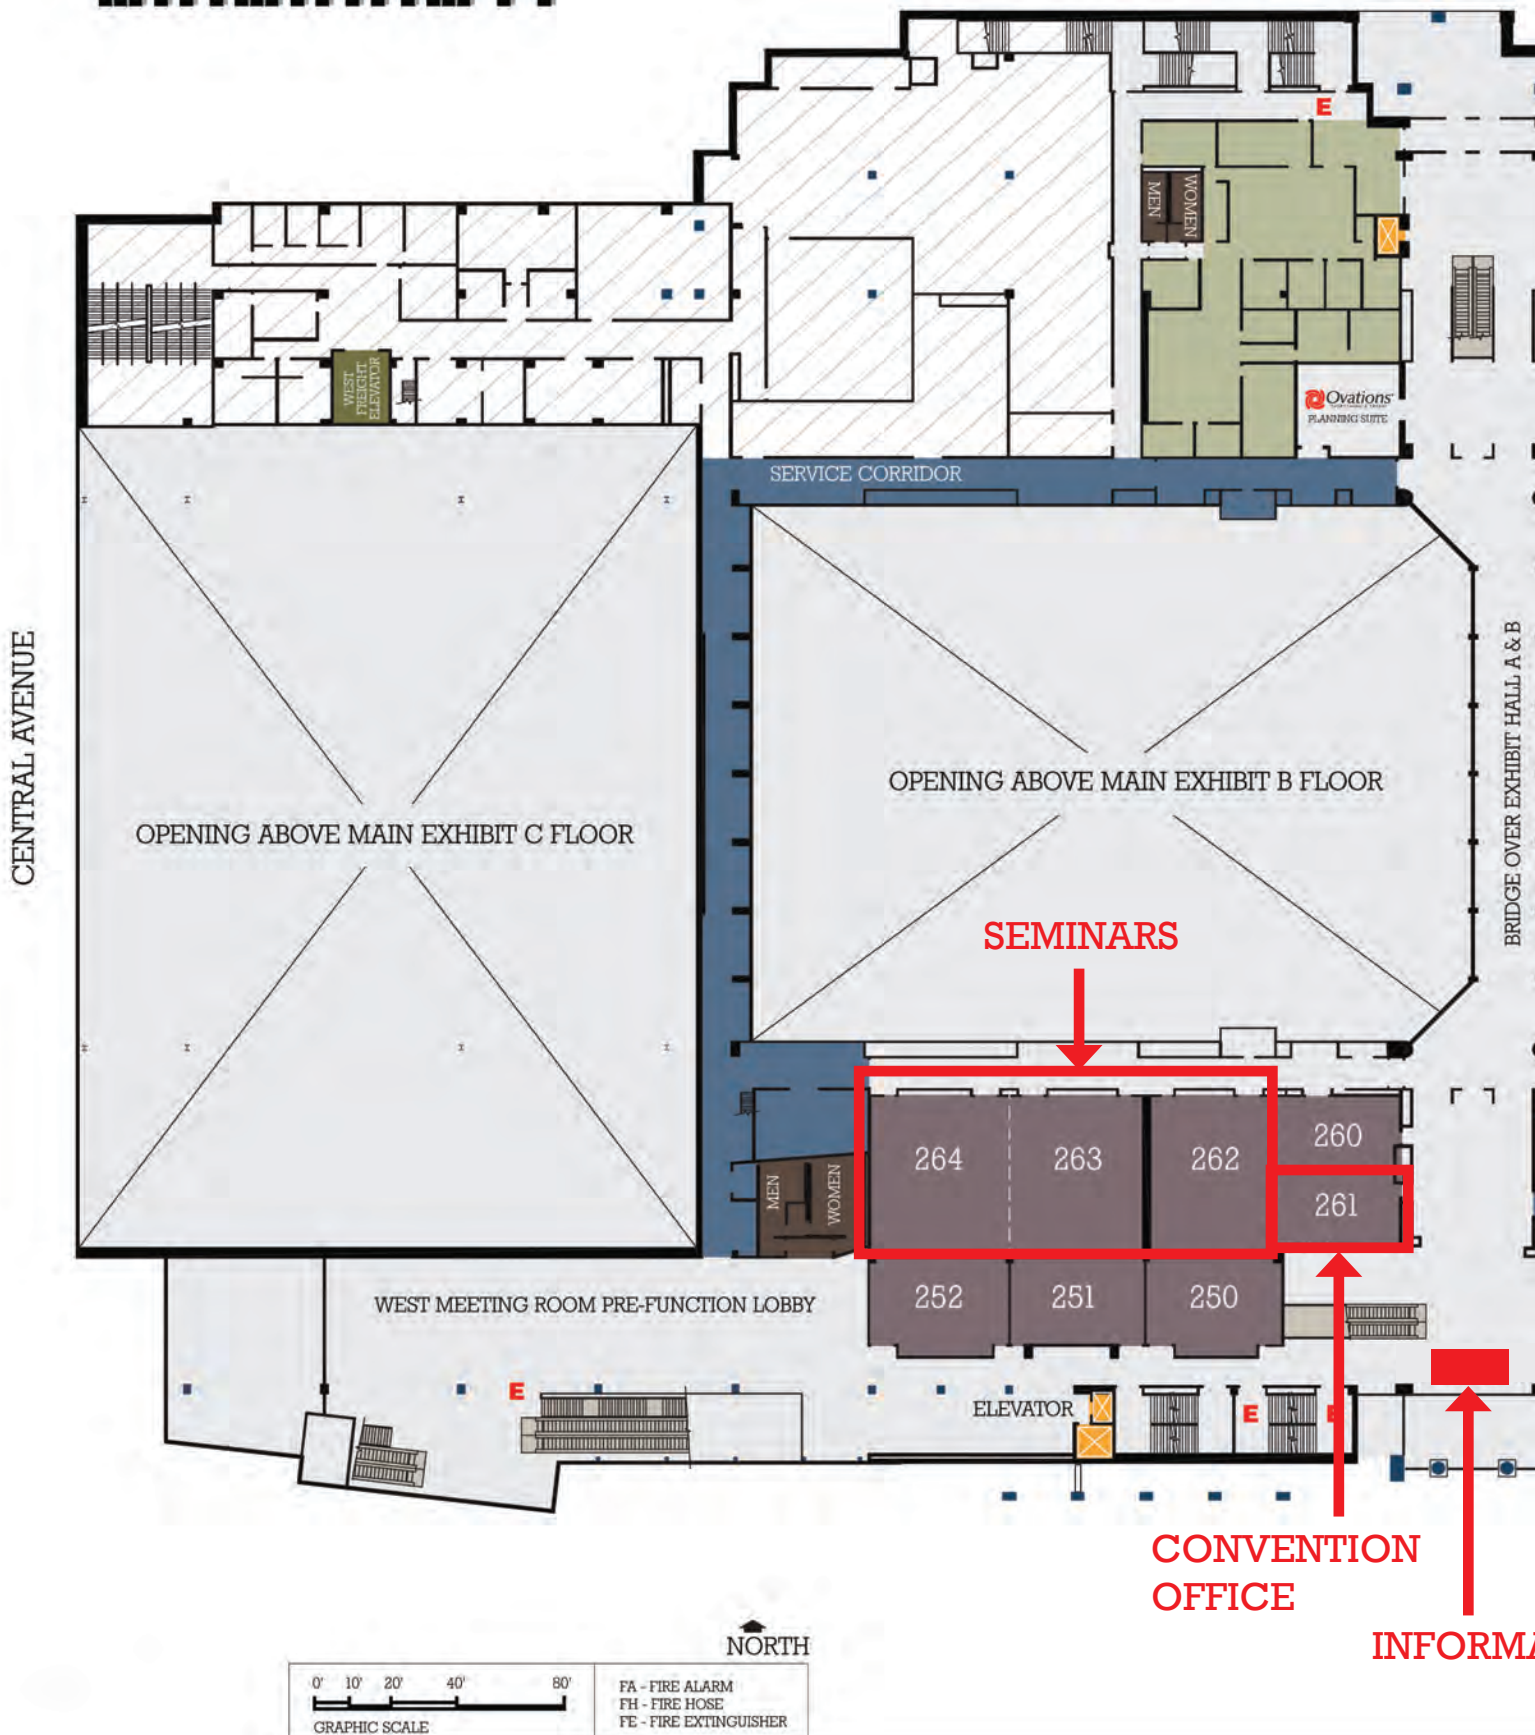 E
MEN
WOMEN
WEST
FREIGHT
ELEVATOR
Ovations
PLANNING SUITE
SERVICE CORRIDOR
CENTRAL AVENUE
OPENING ABOVE MAIN EXHIBIT C FLOOR
OPENING ABOVE MAIN EXHIBIT B FLOOR
BRIDGE OVER EXHIBIT HALL A & B
SEMINARS
264
263
262
260
261
MEN
WOMEN
252
251
250
WEST MEETING ROOM PRE-FUNCTION LOBBY
E
ELEVATOR
E
E
CONVENTION
OFFICE
INFORMA
NORTH
0' 10' 20' 40' 80'
GRAPHIC SCALE
FA - FIRE ALARM
FH - FIRE HOSE
FE - FIRE EXTINGUISHER